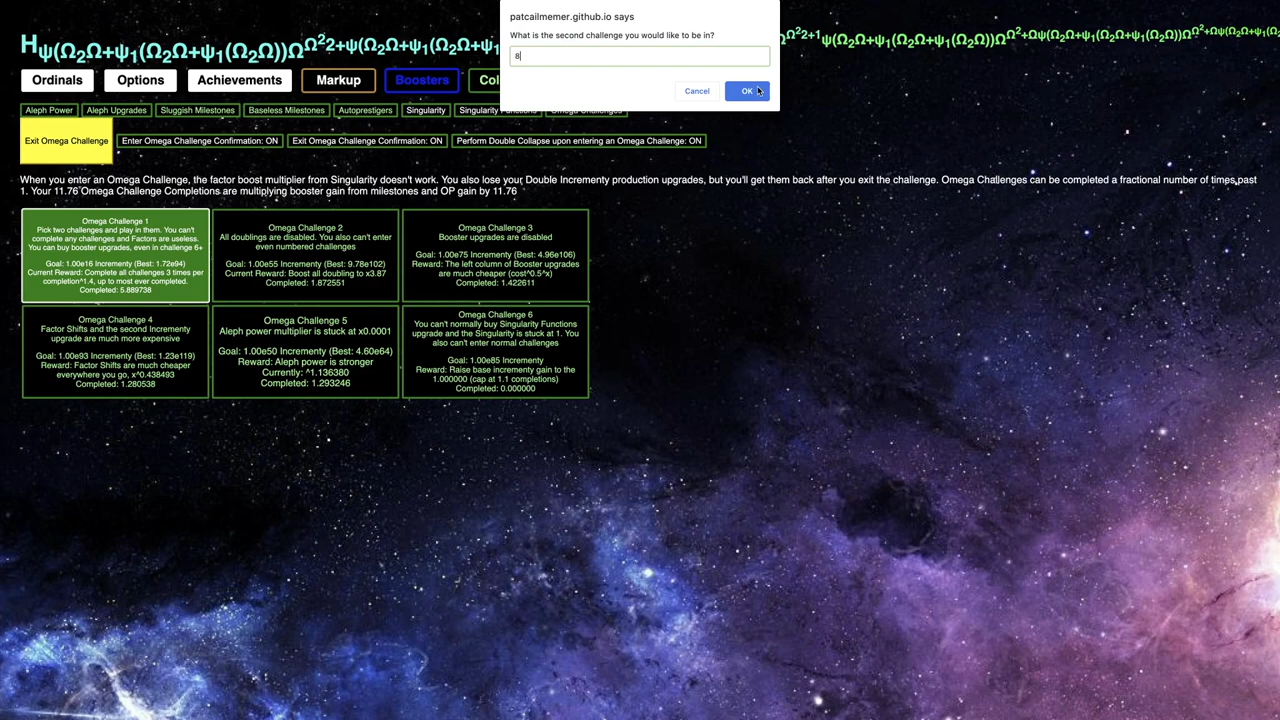 patcailmemer.github.io says
What is the second challenge you would like to be in?
8
Cancel OK
Hψ(Ω₂Ω+ψ₁(Ω₂Ω+ψ₁(Ω₂Ω))Ω^Ω^2 2+ψ(Ω₂Ω+ψ₁(Ω₂Ω+ψ₁
Ordinals Options Achievements Markup Boosters
Aleph Power Aleph Upgrades Sluggish Milestones Baseless Milestones Autoprestigers Singularity
Exit Omega Challenge Enter Omega Challenge Confirmation: ON Exit Omega Challenge Confirmation: ON Perform Double Collapse upon entering an Omega Challenge: ON
When you enter an Omega Challenge, the factor boost multiplier from Singularity doesn't work. You also lose your Double Incrementy production upgrades, but you'll get them back after you exit the challenge. Omega Challenges can be completed a fractional number of times past
1. Your 11.76 Omega Challenge Completions are multiplying booster gain from milestones and OP gain by 11.76
Omega Challenge 1
Pick two challenges and play in them. You can't
complete any challenges and Factors are useless.
You can buy booster upgrades, even in challenge 6+
Goal: 1.00e16 Incrementy (Best: 1.72e94)
Current Reward: Complete all challenges 3 times per
completion^1.4, up to most ever completed.
Completed: 5.889738
Omega Challenge 2
All doublings are disabled. You also can't enter
even numbered challenges
Goal: 1.00e55 Incrementy (Best: 9.78e102)
Current Reward: Boost all doubling to x3.87
Completed: 1.872551
Omega Challenge 3
Booster upgrades are disabled
Goal: 1.00e75 Incrementy (Best: 4.96e106)
Reward: The left column of Booster upgrades
are much cheaper (cost^0.5^x)
Completed: 1.422611
Omega Challenge 4
Factor Shifts and the second Incrementy
upgrade are much more expensive
Goal: 1.00e93 Incrementy (Best: 1.23e119)
Reward: Factor Shifts are much cheaper
everywhere you go, x^0.438493
Completed: 1.280538
Omega Challenge 5
Aleph power multiplier is stuck at x0.0001
Goal: 1.00e50 Incrementy (Best: 4.60e64)
Reward: Aleph power is stronger
Currently: ^1.136380
Completed: 1.293246
Omega Challenge 6
You can't normally buy Singularity Functions
upgrade and the Singularity is stuck at 1. You
also can't enter normal challenges
Goal: 1.00e85 Incrementy
Reward: Raise base incrementy gain to the
1.000000 (cap at 1.1 completions)
Completed: 0.000000